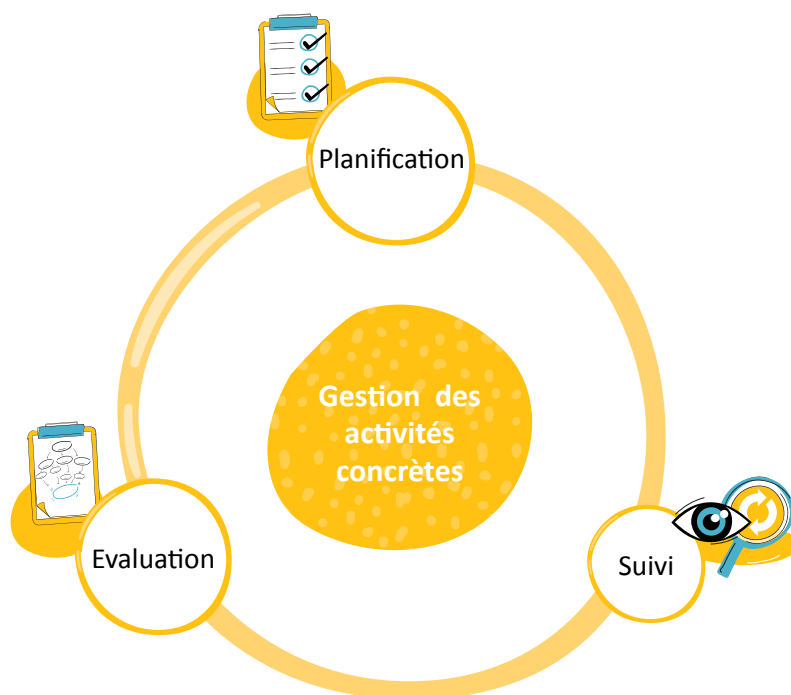 Planification
Gestion des
activités
concrètes
Evaluation
Suivi